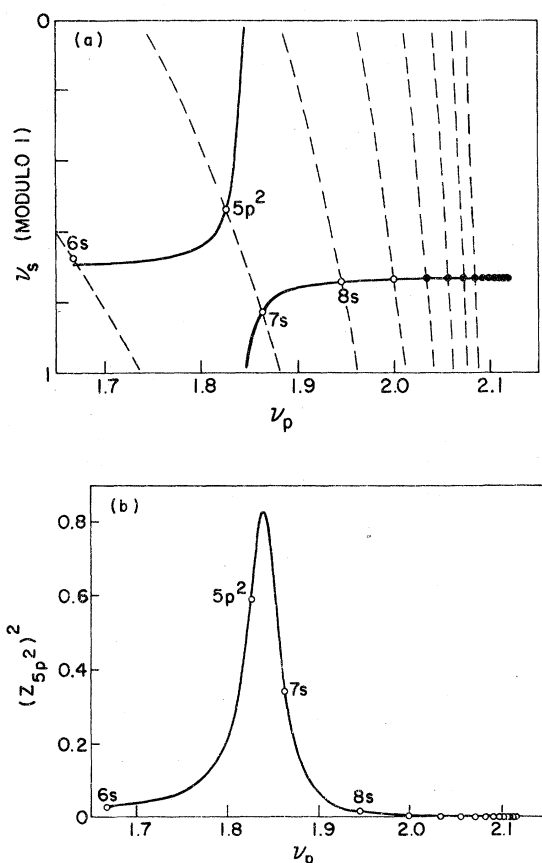 0
(a)
ν_s (MODULO 1)
6s
5p²
7s
8s
1
1.7 1.8 1.9 2.0 2.1
ν_p
(b)
0.8
0.6
0.4
0.2
0
(Z_{5p²})²
5p²
7s
6s
8s
1.7 1.8 1.9 2.0 2.1
ν_p